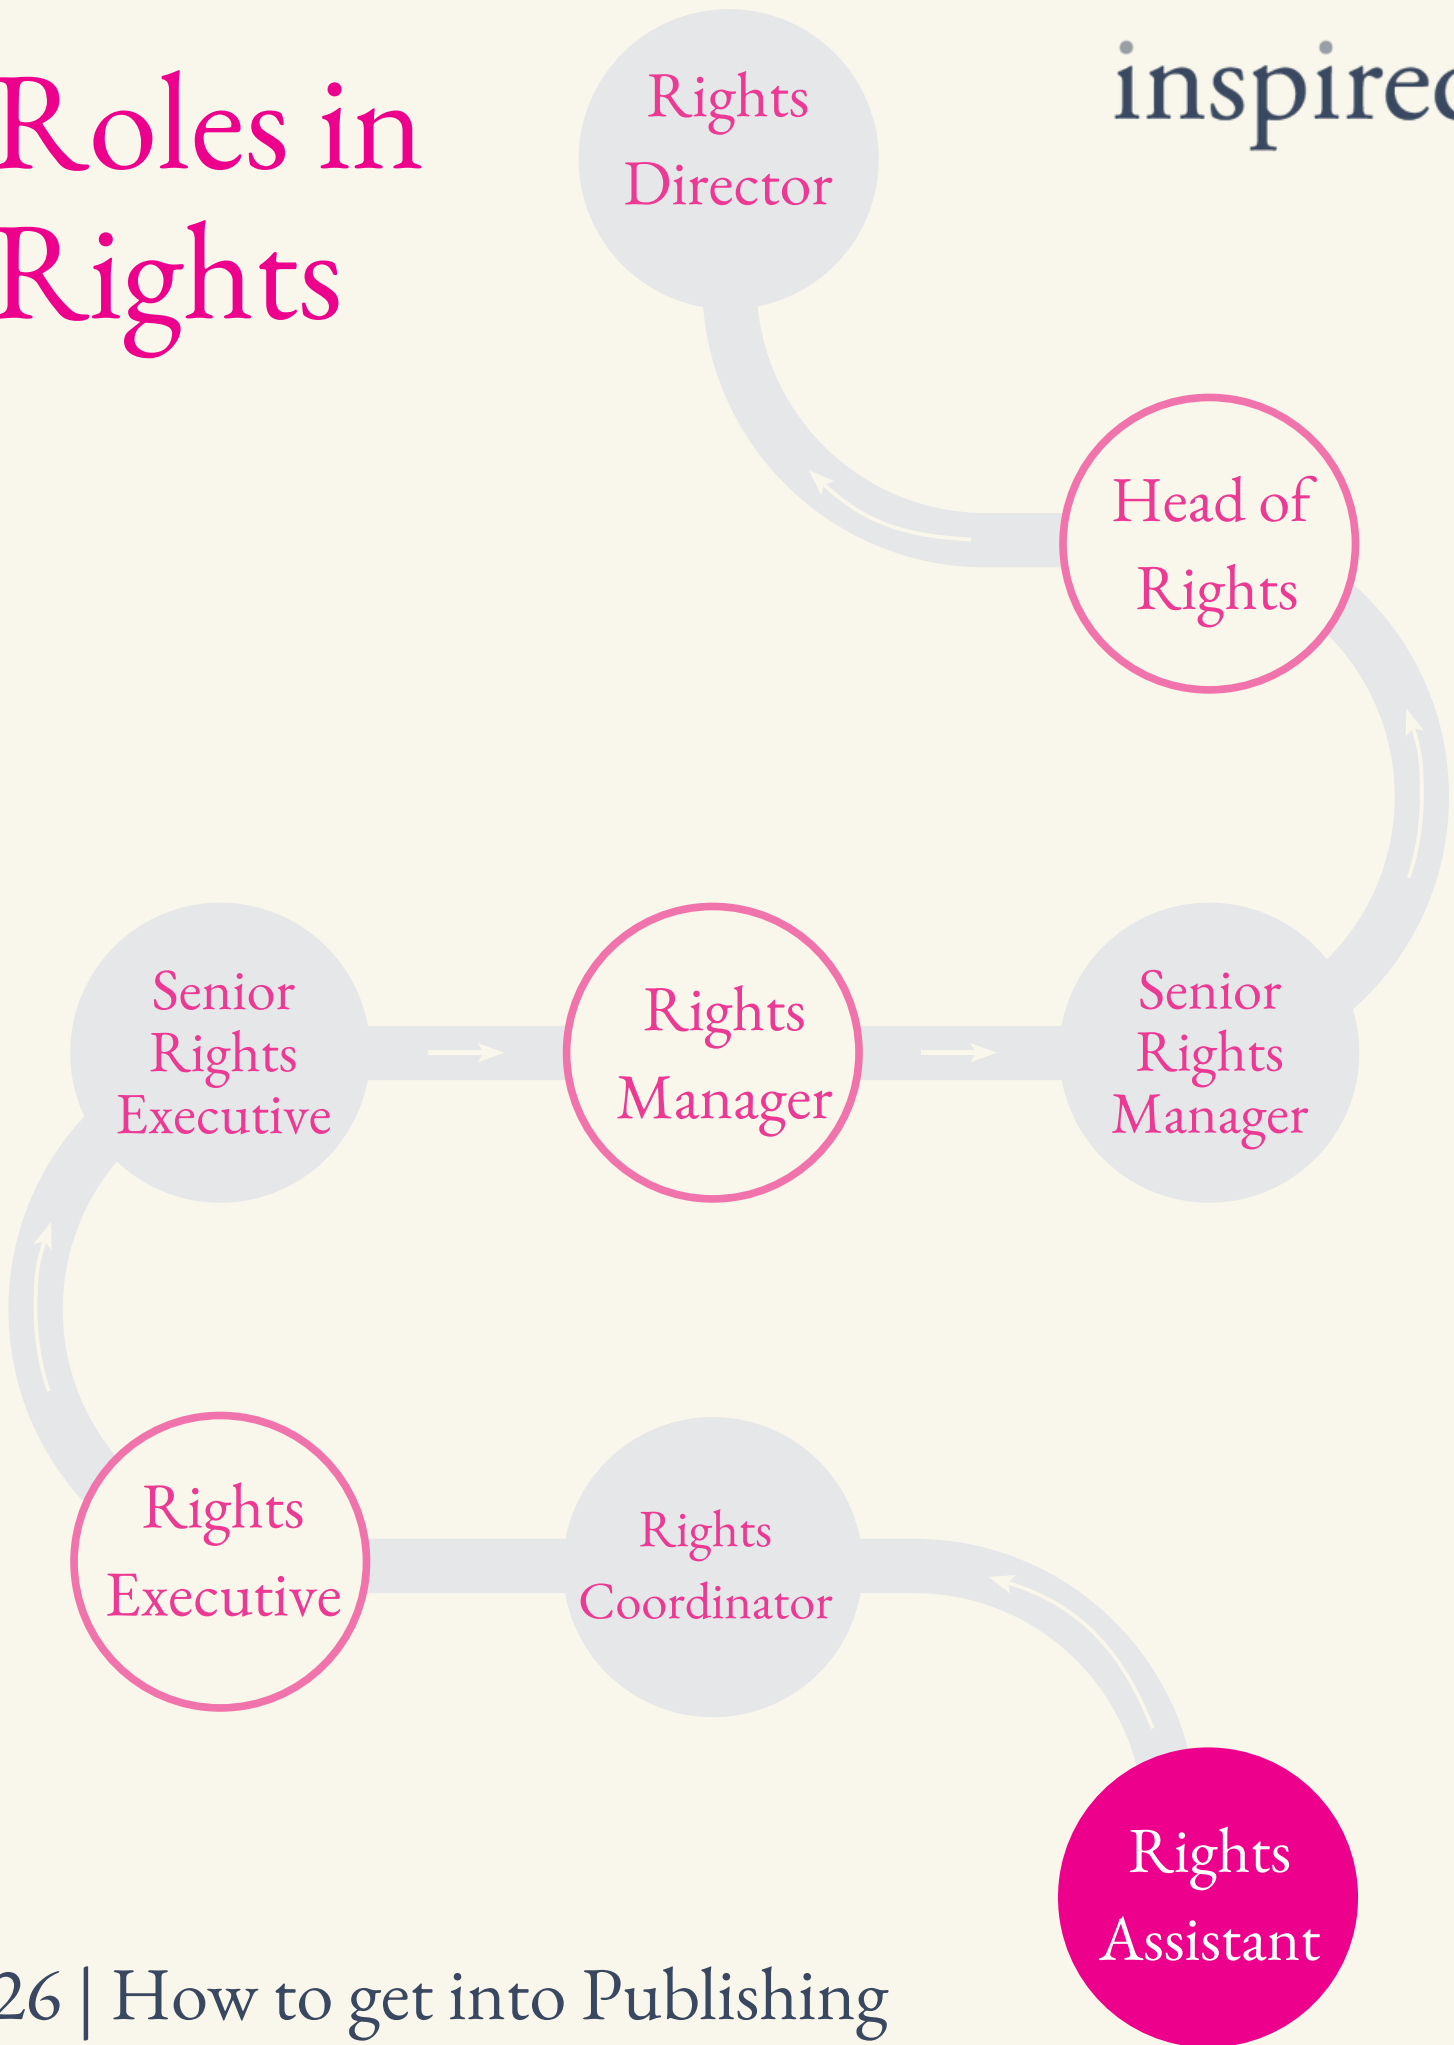 Roles in
Rights
inspired
Rights
Director
Head of
Rights
Senior
Rights
Executive
Rights
Manager
Senior
Rights
Manager
Rights
Executive
Rights
Coordinator
Rights
Assistant
26 | How to get into Publishing